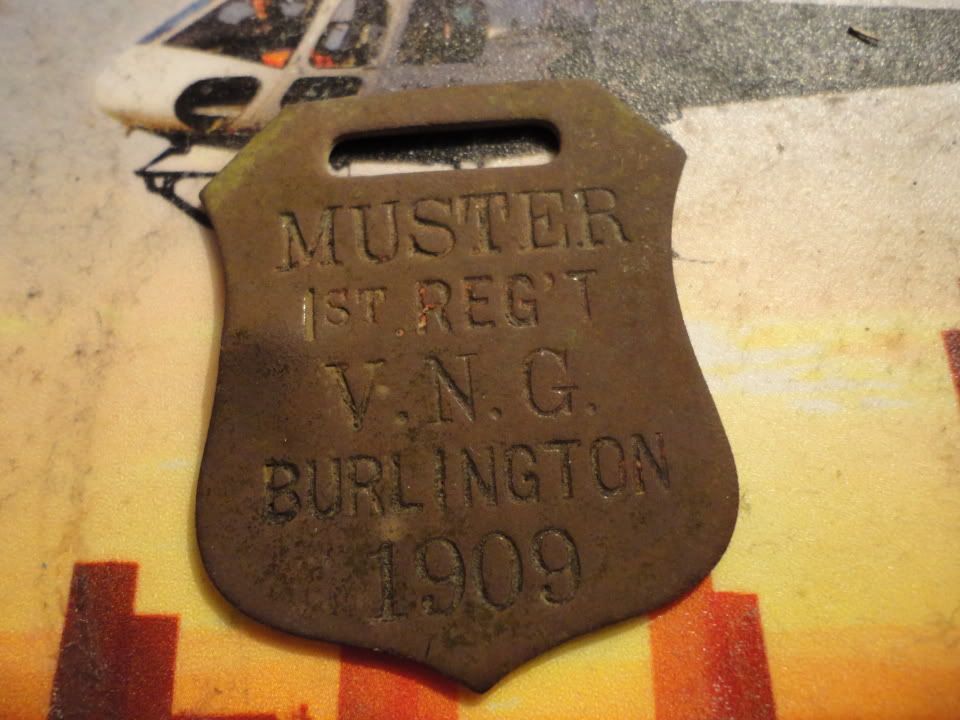 MUSTER
1ST. REG'T
V.N.G.
BURLINGTON
1909